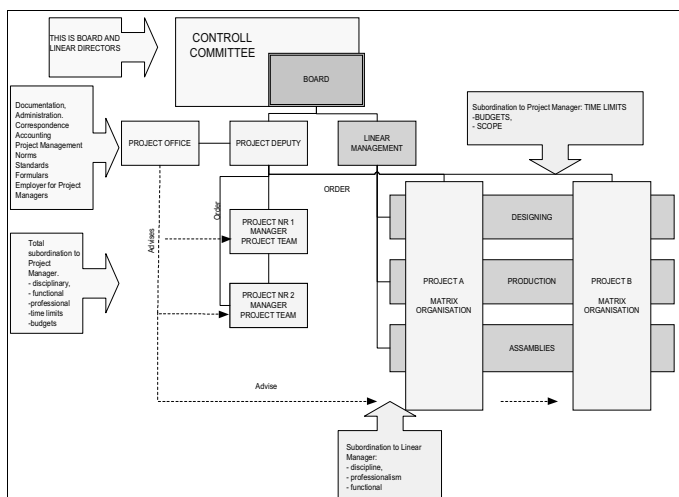 THIS IS BOARD AND
LINEAR DIRECTORS
CONTROLL
COMMITTEE
BOARD
Documentation,
Administration.
Correspondence
Accounting
Project Management
Norms
Standards
Formulars
Employer for Project
Managers
PROJECT OFFICE
PROJECT DEPUTY
LINEAR
MANAGEMENT
Subordination to Project Manager: TIME LIMITS
-BUDGETS,
- SCOPE
ORDER
Order
Advises
PROJECT NR 1
MANAGER
PROJECT TEAM
PROJECT NR 2
MANAGER
PROJECT TEAM
Total
subordination to
Project Manager.
- disciplinary,
- functional
- professional
-time limits
-budgets
DESIGNING
PROJECT A
MATRIX
ORGANISATION
PRODUCTION
PROJECT B
MATRIX
ORGANISATION
ASSEMBLIES
Advise
Subordination to Linear
Manager:
- discipline,
- professionalism
- functional